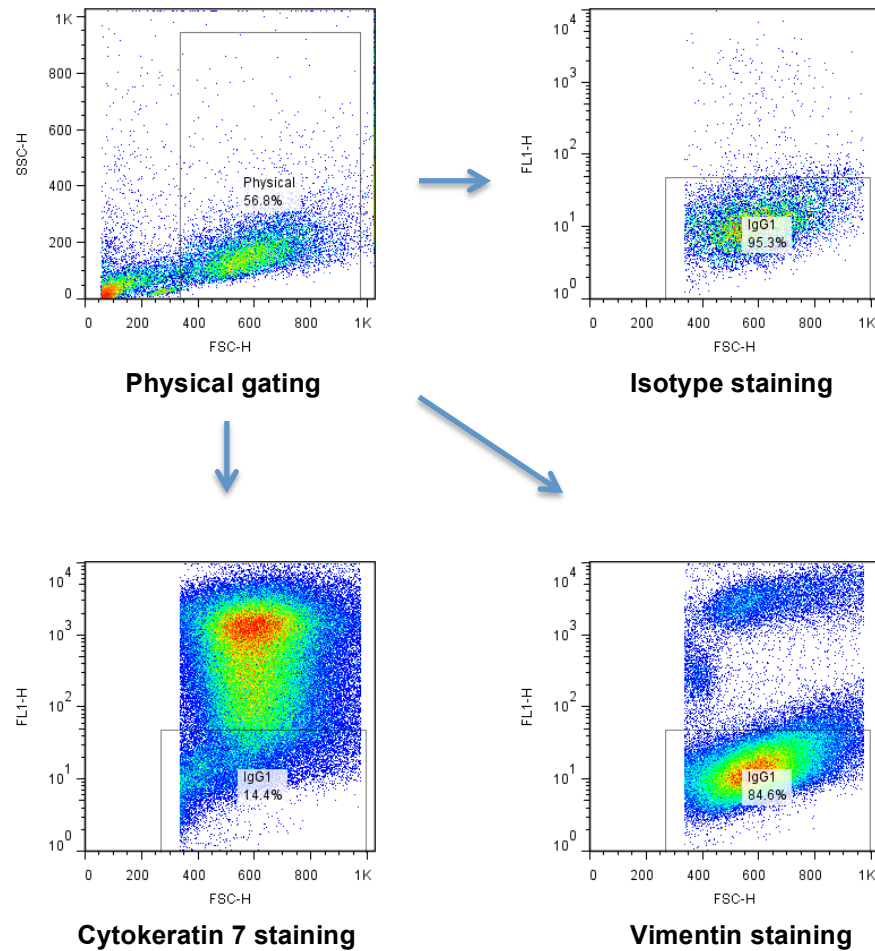 1K
800
600
400
200
0
SSC-H
Physical
56.8%
0 200 400 600 800 1K
FSC-H
Physical gating
10^4
10^3
10^2
10^1
10^0
FL1-H
IgG1
95.3%
0 200 400 600 800 1K
FSC-H
Isotype staining
10^4
10^3
10^2
10^1
10^0
FL1-H
IgG1
14.4%
0 200 400 600 800 1K
FSC-H
Cytokeratin 7 staining
10^4
10^3
10^2
10^1
10^0
FL1-H
IgG1
84.6%
0 200 400 600 800 1K
FSC-H
Vimentin staining